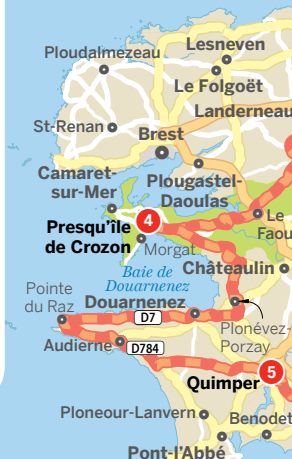 Lesneven
Ploudalmezeau
Le Folgoët
Landerneau
St-Renan
Brest
Camaret-
sur-Mer
Plougastel-
Daoulas
Presqu'île
de Crozon
4
Le
Faou
Morgat
Baie de
Douarnenez
Châteaulin
Pointe
du Raz
Douarnenez
D7
Plonévez-
Porzay
Audierne
D784
5
Quimper
Ploneour-Lanvern
Benodet
Pont-l'Abbé